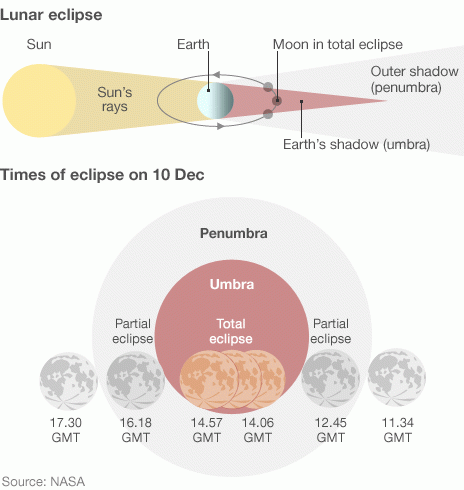 Lunar eclipse
Sun
Earth
Moon in total eclipse
Outer shadow
(penumbra)
Sun's
rays
Earth's shadow (umbra)
Times of eclipse on 10 Dec
Penumbra
Umbra
Partial
eclipse
Total
eclipse
Partial
eclipse
17.30
GMT
16.18
GMT
14.57
GMT
14.06
GMT
12.45
GMT
11.34
GMT
Source: NASA